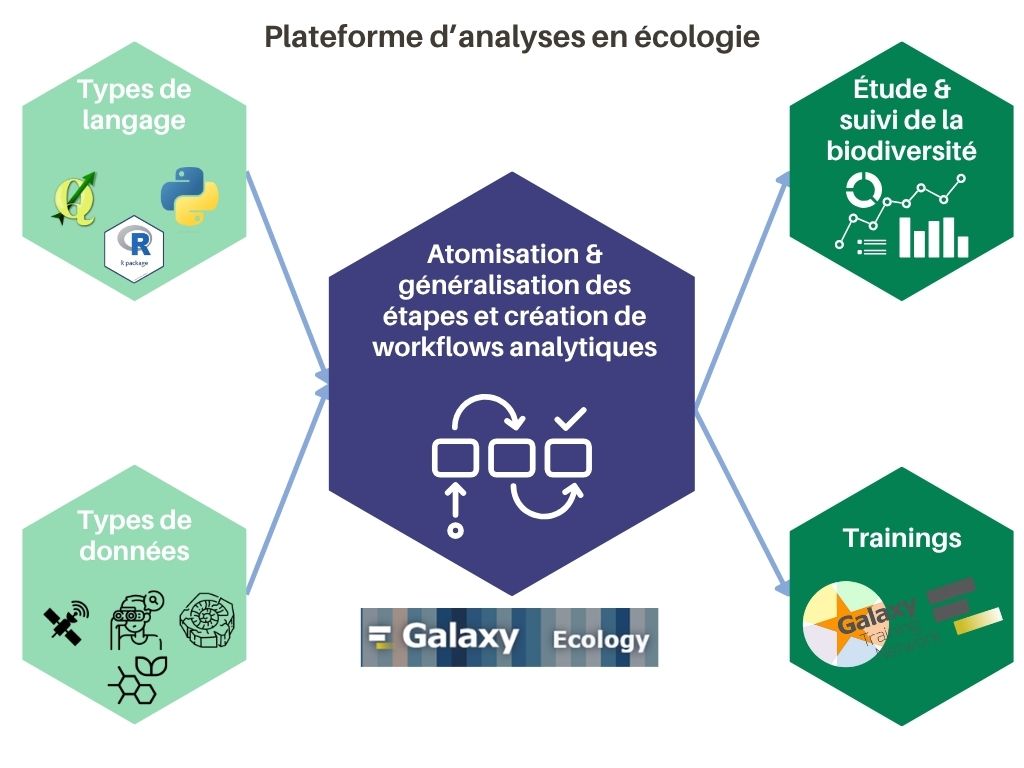 Plateforme d'analyses en écologie
Types de
langage
Q
R
R package
Étude &
suivi de la
biodiversité
Atomisation &
généralisation des
étapes et création de
workflows analytiques
Types de
données
Trainings
Galaxy
Training
Network
Galaxy Ecology